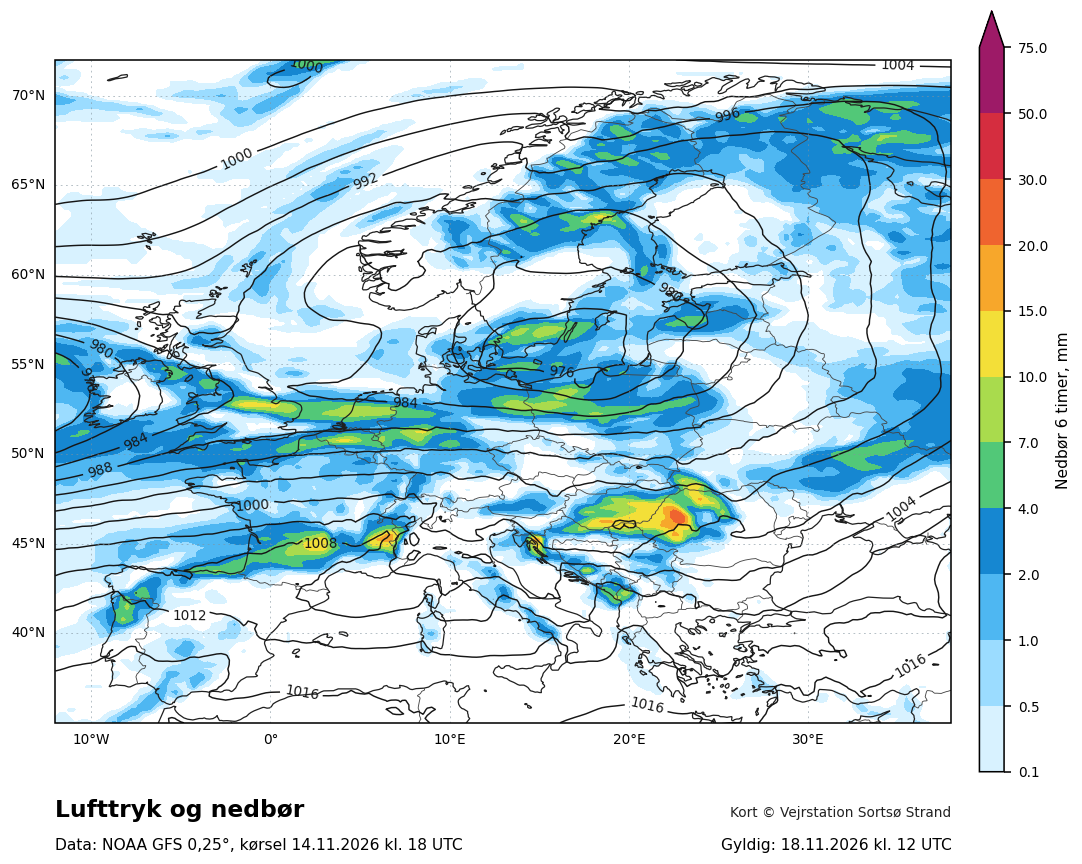 75.0
50.0
30.0
20.0
15.0
10.0
7.0
4.0
2.0
1.0
0.5
0.1
Nedbør 6 timer, mm
70°N
65°N
60°N
55°N
50°N
45°N
40°N
10°W
0°
10°E
20°E
30°E
1000
1004
996
1000
992
980
980
976
984
984
988
1000
1004
1008
1012
1016
1016
1016
Lufttryk og nedbør
Kort © Vejrstation Sortsø Strand
Data: NOAA GFS 0,25°, kørsel 14.11.2026 kl. 18 UTC
Gyldig: 18.11.2026 kl. 12 UTC